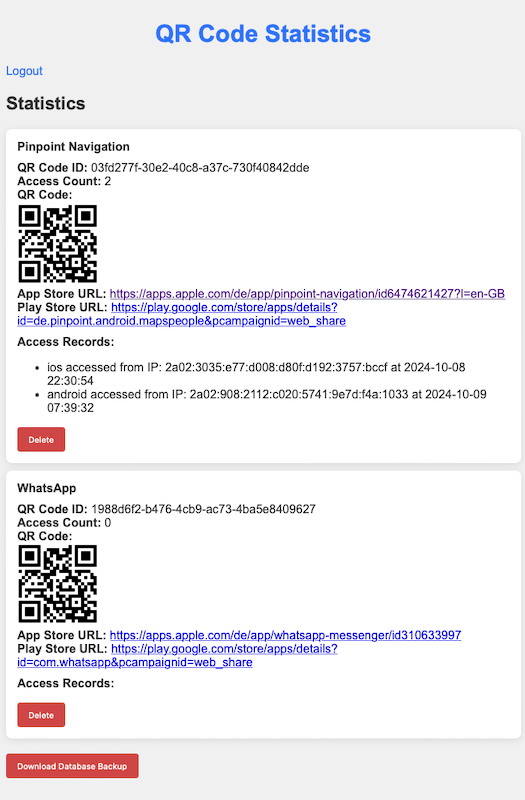 QR Code Statistics
Logout
Statistics
Pinpoint Navigation
QR Code ID: 03fd277f-30e2-40c8-a37c-730f40842dde
Access Count: 2
QR Code:
App Store URL: https://apps.apple.com/de/app/pinpoint-navigation/id6474621427?l=en-GB
Play Store URL: https://play.google.com/store/apps/details?
id=de.pinpoint.android.mapspeople&pcampaignid=web_share
Access Records:
• ios accessed from IP: 2a02:3035:e77:d008:d80f:d192:3757:bccf at 2024-10-08
22:30:54
• android accessed from IP: 2a02:908:2112:c020:5741:9e7d:f4a:1033 at 2024-10-09
07:39:32
Delete
WhatsApp
QR Code ID: 1988d6f2-b476-4cb9-ac73-4ba5e8409627
Access Count: 0
QR Code:
App Store URL: https://apps.apple.com/de/app/whatsapp-messenger/id310633997
Play Store URL: https://play.google.com/store/apps/details?
id=com.whatsapp&pcampaignid=web_share
Access Records:
Delete
Download Database Backup